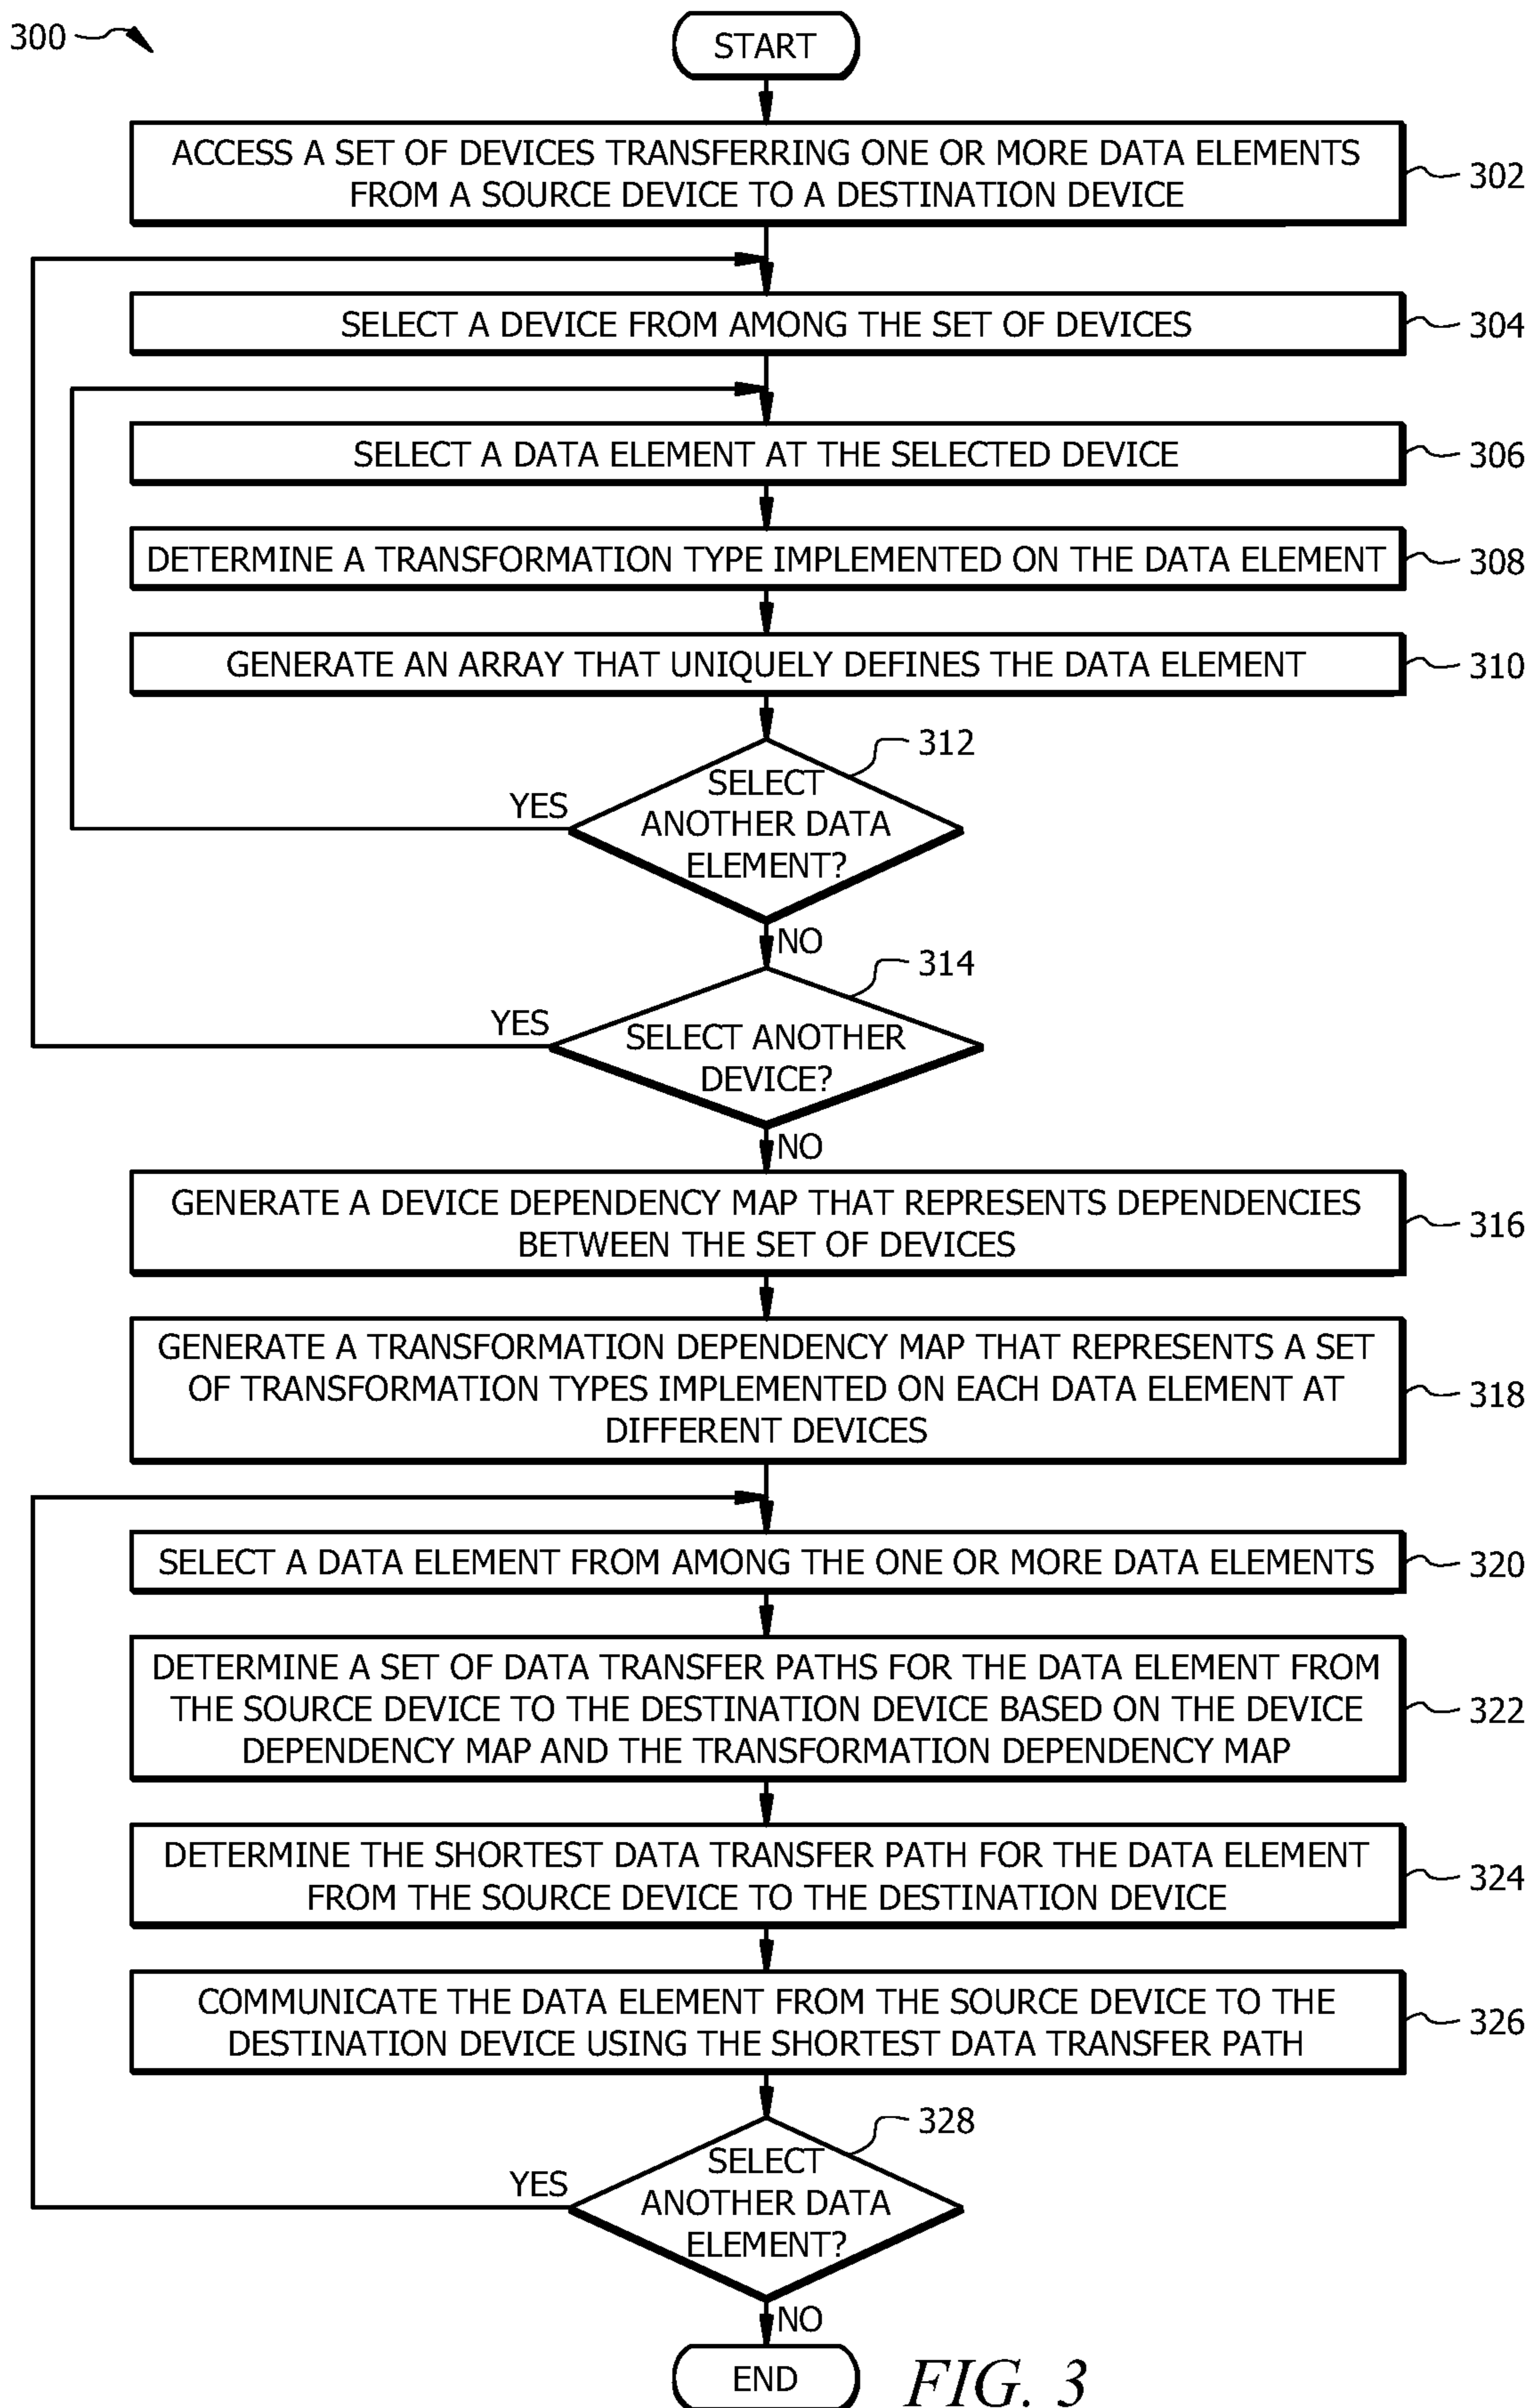 300
START
ACCESS A SET OF DEVICES TRANSFERRING ONE OR MORE DATA ELEMENTS
FROM A SOURCE DEVICE TO A DESTINATION DEVICE
302
SELECT A DEVICE FROM AMONG THE SET OF DEVICES
304
SELECT A DATA ELEMENT AT THE SELECTED DEVICE
306
DETERMINE A TRANSFORMATION TYPE IMPLEMENTED ON THE DATA ELEMENT
308
GENERATE AN ARRAY THAT UNIQUELY DEFINES THE DATA ELEMENT
310
312
SELECT
ANOTHER DATA
ELEMENT?
YES
NO
314
SELECT ANOTHER
DEVICE?
YES
NO
GENERATE A DEVICE DEPENDENCY MAP THAT REPRESENTS DEPENDENCIES
BETWEEN THE SET OF DEVICES
316
GENERATE A TRANSFORMATION DEPENDENCY MAP THAT REPRESENTS A SET
OF TRANSFORMATION TYPES IMPLEMENTED ON EACH DATA ELEMENT AT
DIFFERENT DEVICES
318
SELECT A DATA ELEMENT FROM AMONG THE ONE OR MORE DATA ELEMENTS
320
DETERMINE A SET OF DATA TRANSFER PATHS FOR THE DATA ELEMENT FROM
THE SOURCE DEVICE TO THE DESTINATION DEVICE BASED ON THE DEVICE
DEPENDENCY MAP AND THE TRANSFORMATION DEPENDENCY MAP
322
DETERMINE THE SHORTEST DATA TRANSFER PATH FOR THE DATA ELEMENT
FROM THE SOURCE DEVICE TO THE DESTINATION DEVICE
324
COMMUNICATE THE DATA ELEMENT FROM THE SOURCE DEVICE TO THE
DESTINATION DEVICE USING THE SHORTEST DATA TRANSFER PATH
326
328
SELECT
ANOTHER DATA
ELEMENT?
YES
NO
END
FIG. 3